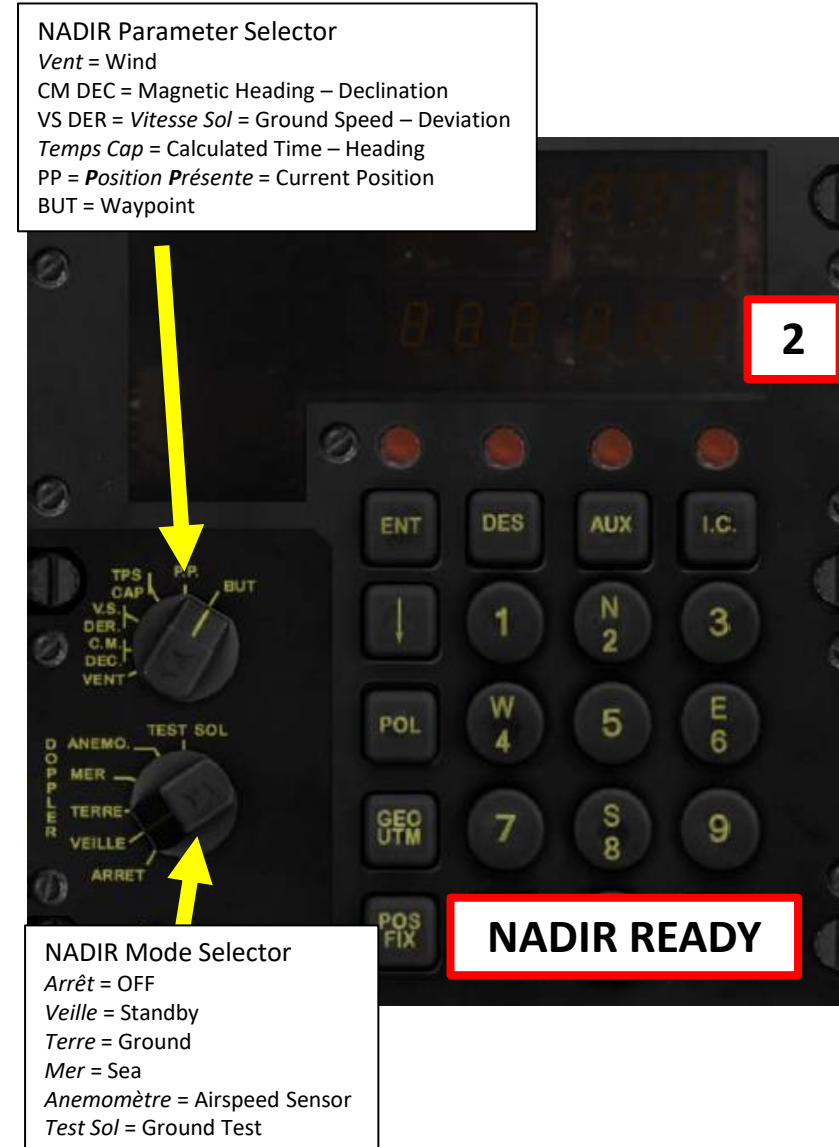 NADIR Parameter Selector
Vent = Wind
CM DEC = Magnetic Heading – Declination
VS DER = Vitesse Sol = Ground Speed – Deviation
Temps Cap = Calculated Time – Heading
PP = Position Présente = Current Position
BUT = Waypoint
2
ENT DES AUX I.C.
TPS CAP
P.P.
BUT
V.S. DER.
C.M. DEC.
VENT
↓ 1 N 2 3
POL W 4 5 E 6
TEST SOL
DOPPLER
ANEMO.
MER
TERRE
VEILLE
ARRET
GEO UTM 7 S 8 9
POS FIX
NADIR READY
NADIR Mode Selector
Arrêt = OFF
Veille = Standby
Terre = Ground
Mer = Sea
Anemomètre = Airspeed Sensor
Test Sol = Ground Test